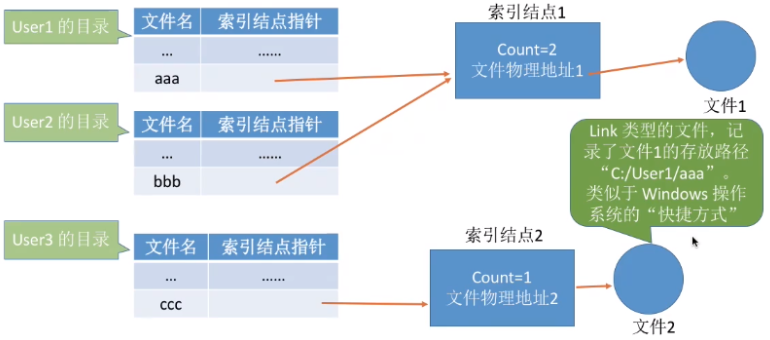 User1 的目录
文件名 索引结点指针
... ......
aaa
User2 的目录
文件名 索引结点指针
... ......
bbb
User3 的目录
文件名 索引结点指针
... ......
ccc
索引结点1
Count=2
文件物理地址1
文件1
Link 类型的文件，记
录了文件1的存放路径
“C:/User1/aaa”。
类似于 Windows 操作
系统的“快捷方式”
索引结点2
Count=1
文件物理地址2
文件2